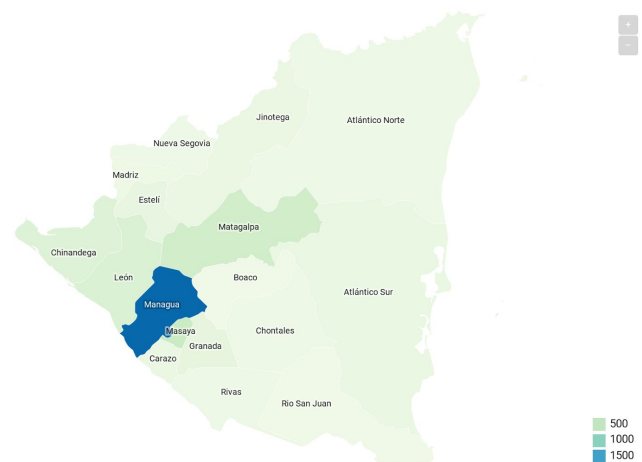 +
−
Jinotega
Atlántico Norte
Nueva Segovia
Madriz
Estelí
Matagalpa
Chinandega
León
Boaco
Atlántico Sur
Managua
Masaya
Chontales
Granada
Carazo
Rivas
Rio San Juan
500
1000
1500